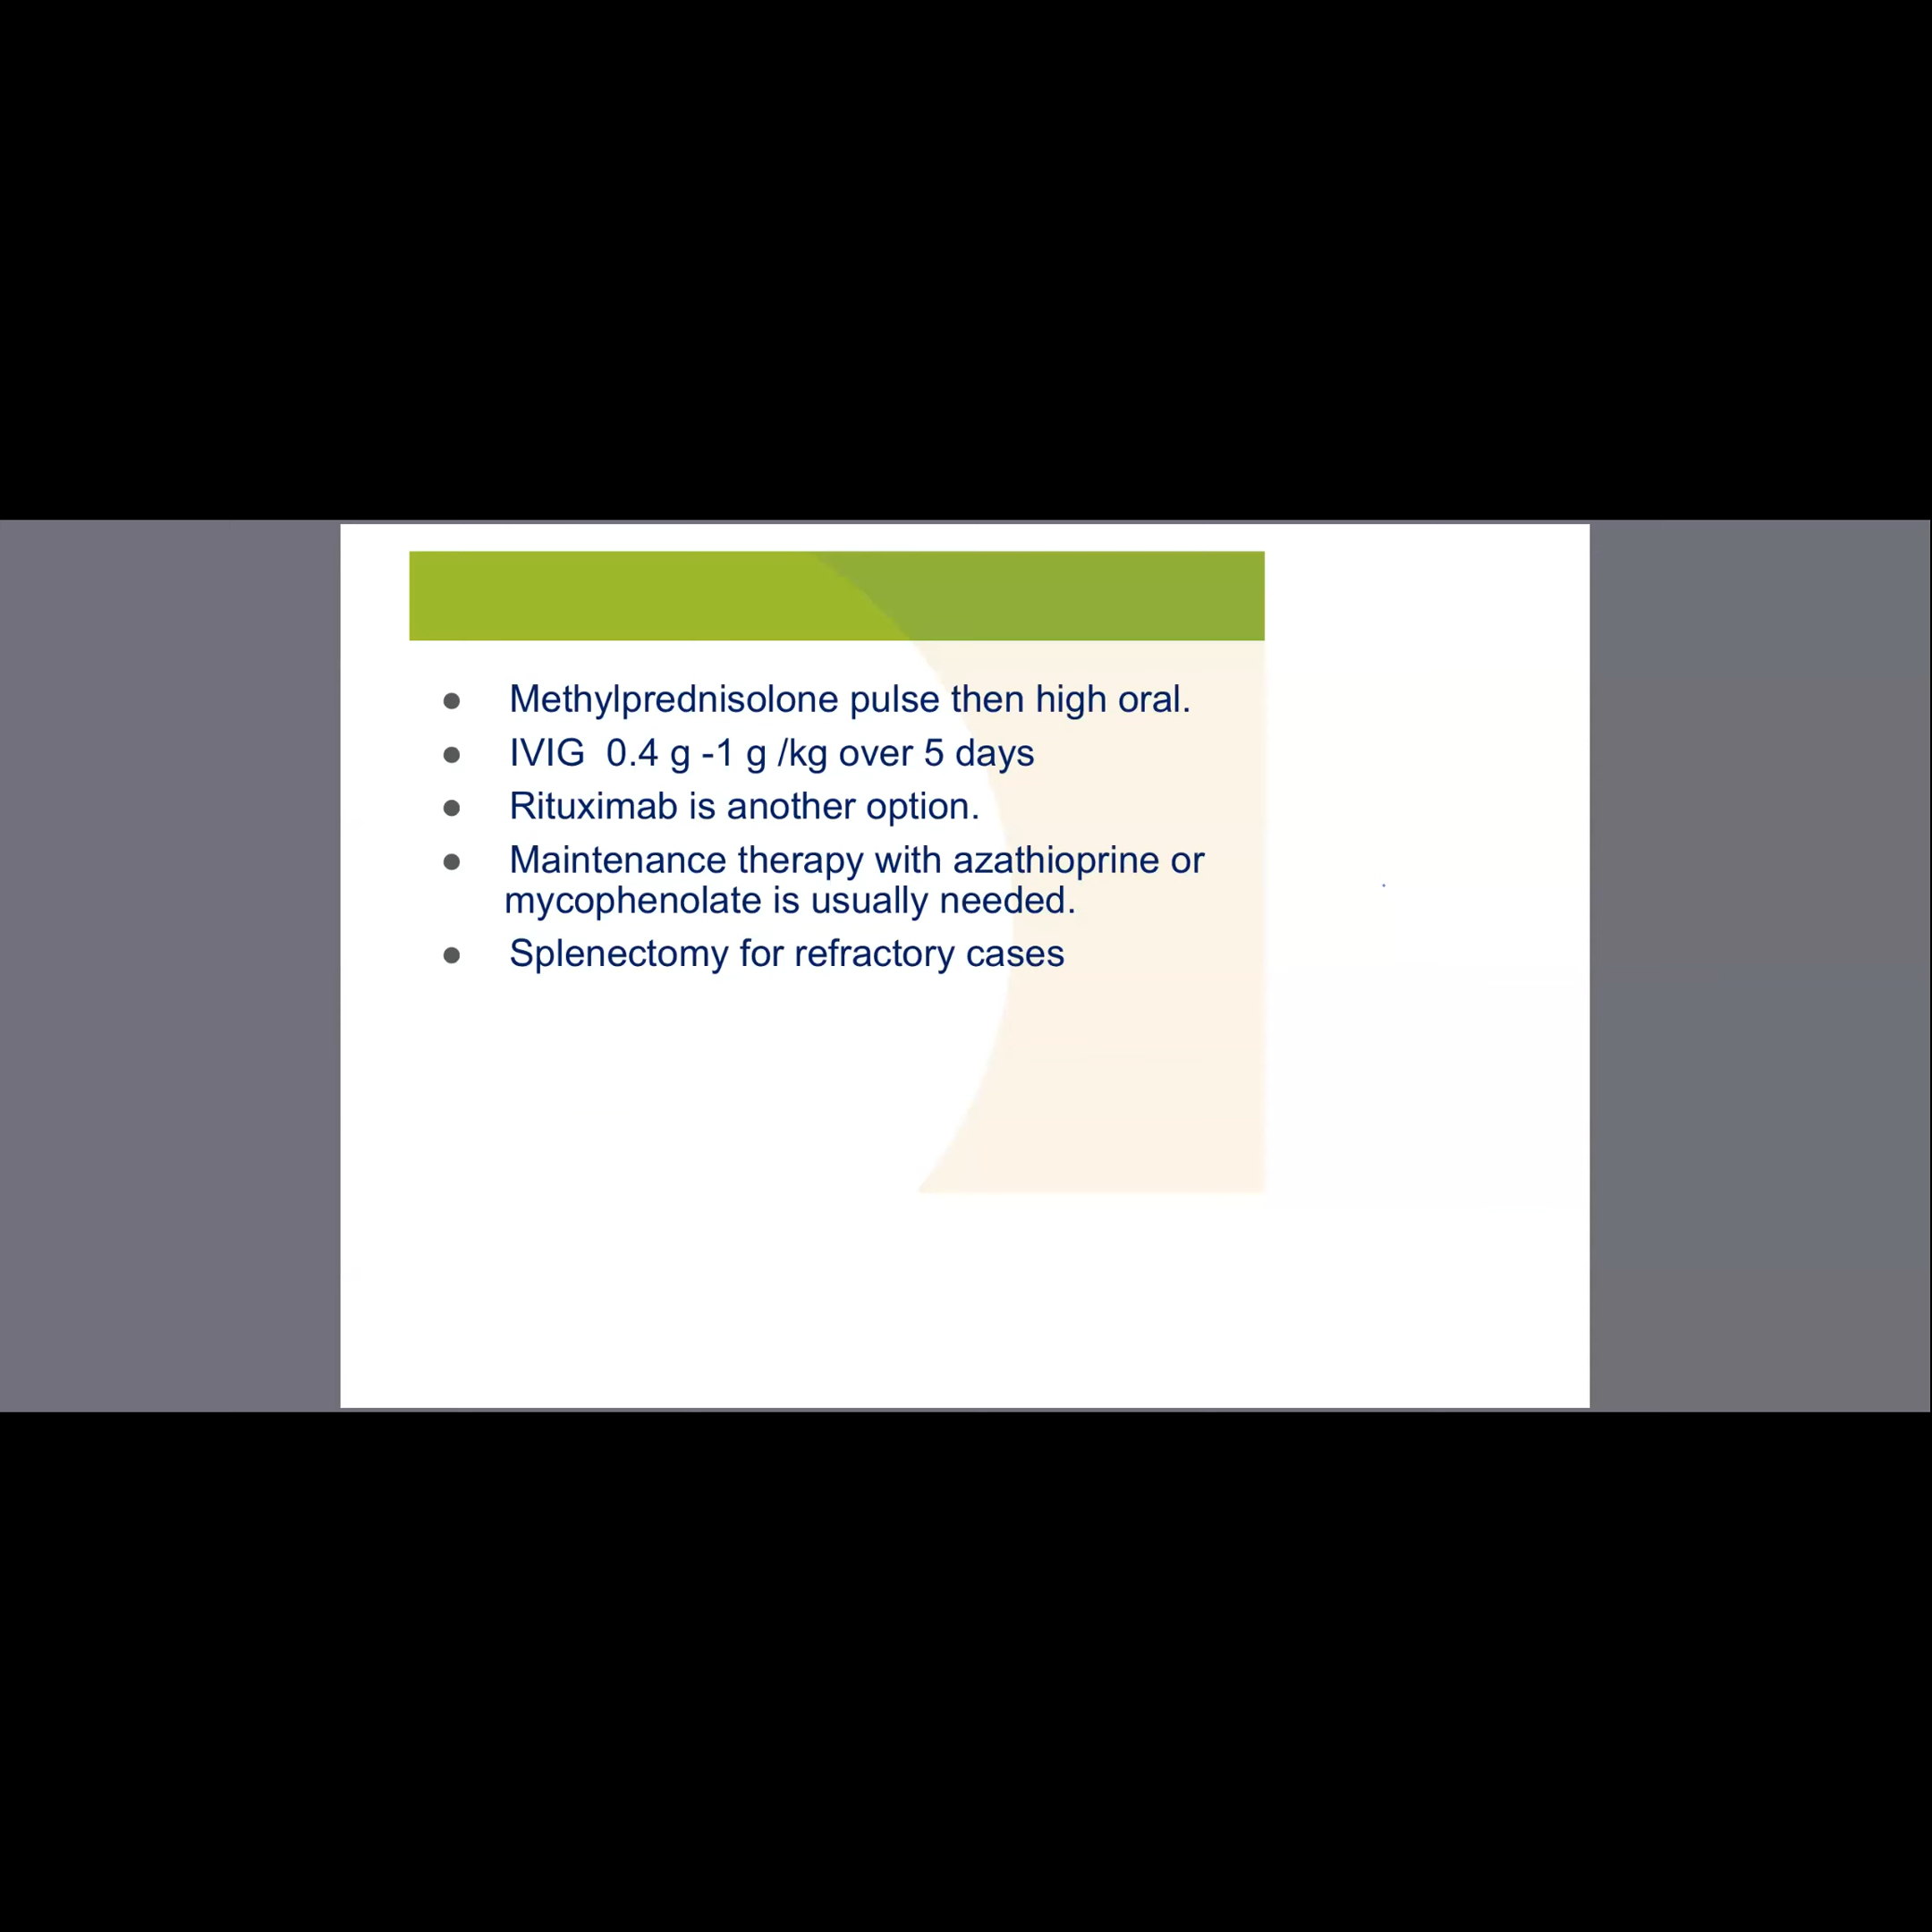 ● Methylprednisolone pulse then high oral.
● IVIG 0.4 g -1 g /kg over 5 days
● Rituximab is another option.
● Maintenance therapy with azathioprine or
mycophenolate is usually needed.
● Splenectomy for refractory cases